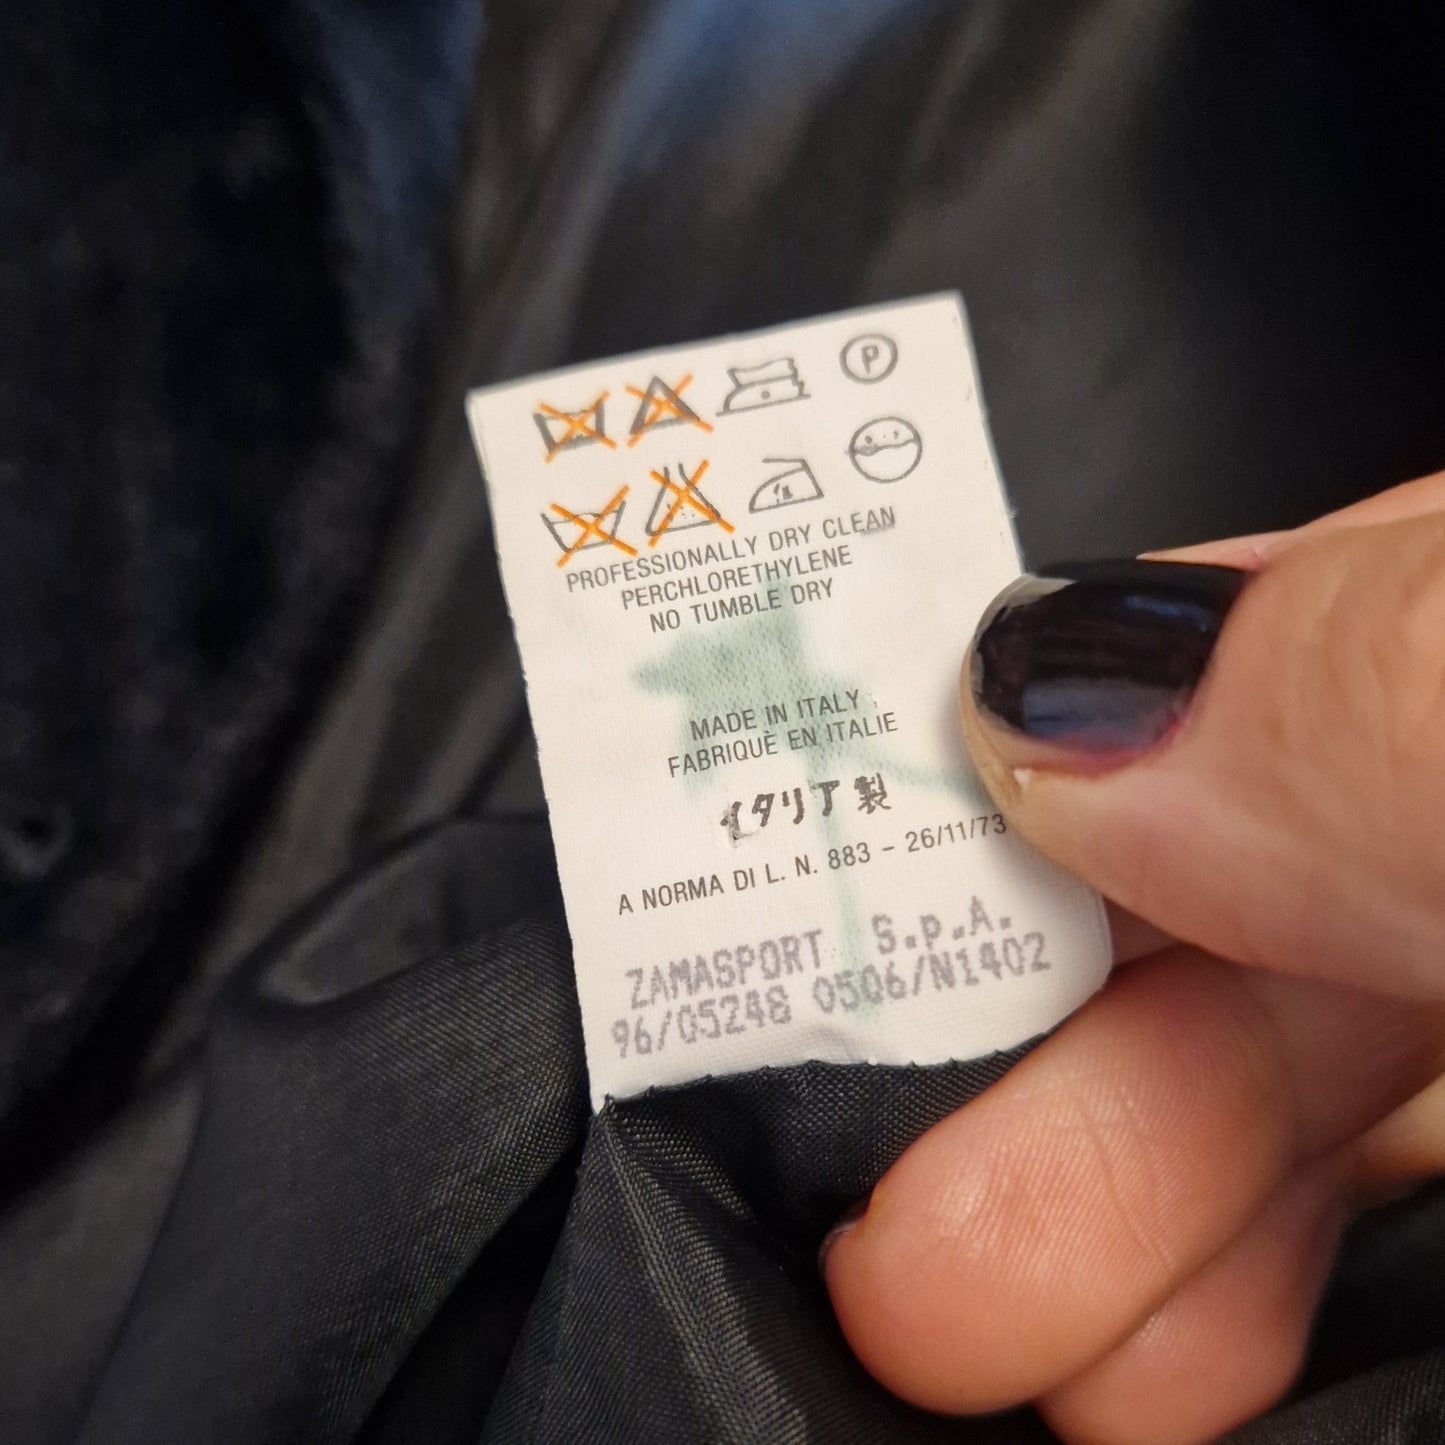 P
PROFESSIONALLY DRY CLEAN
PERCHLORETHYLENE
NO TUMBLE DRY
MADE IN ITALY
FABRIQUÈ EN ITALIE
イタリア製
A NORMA DI L. N. 883 - 26/11/73
ZAMASPORT S.p.A.
96/05248 0506/N1402